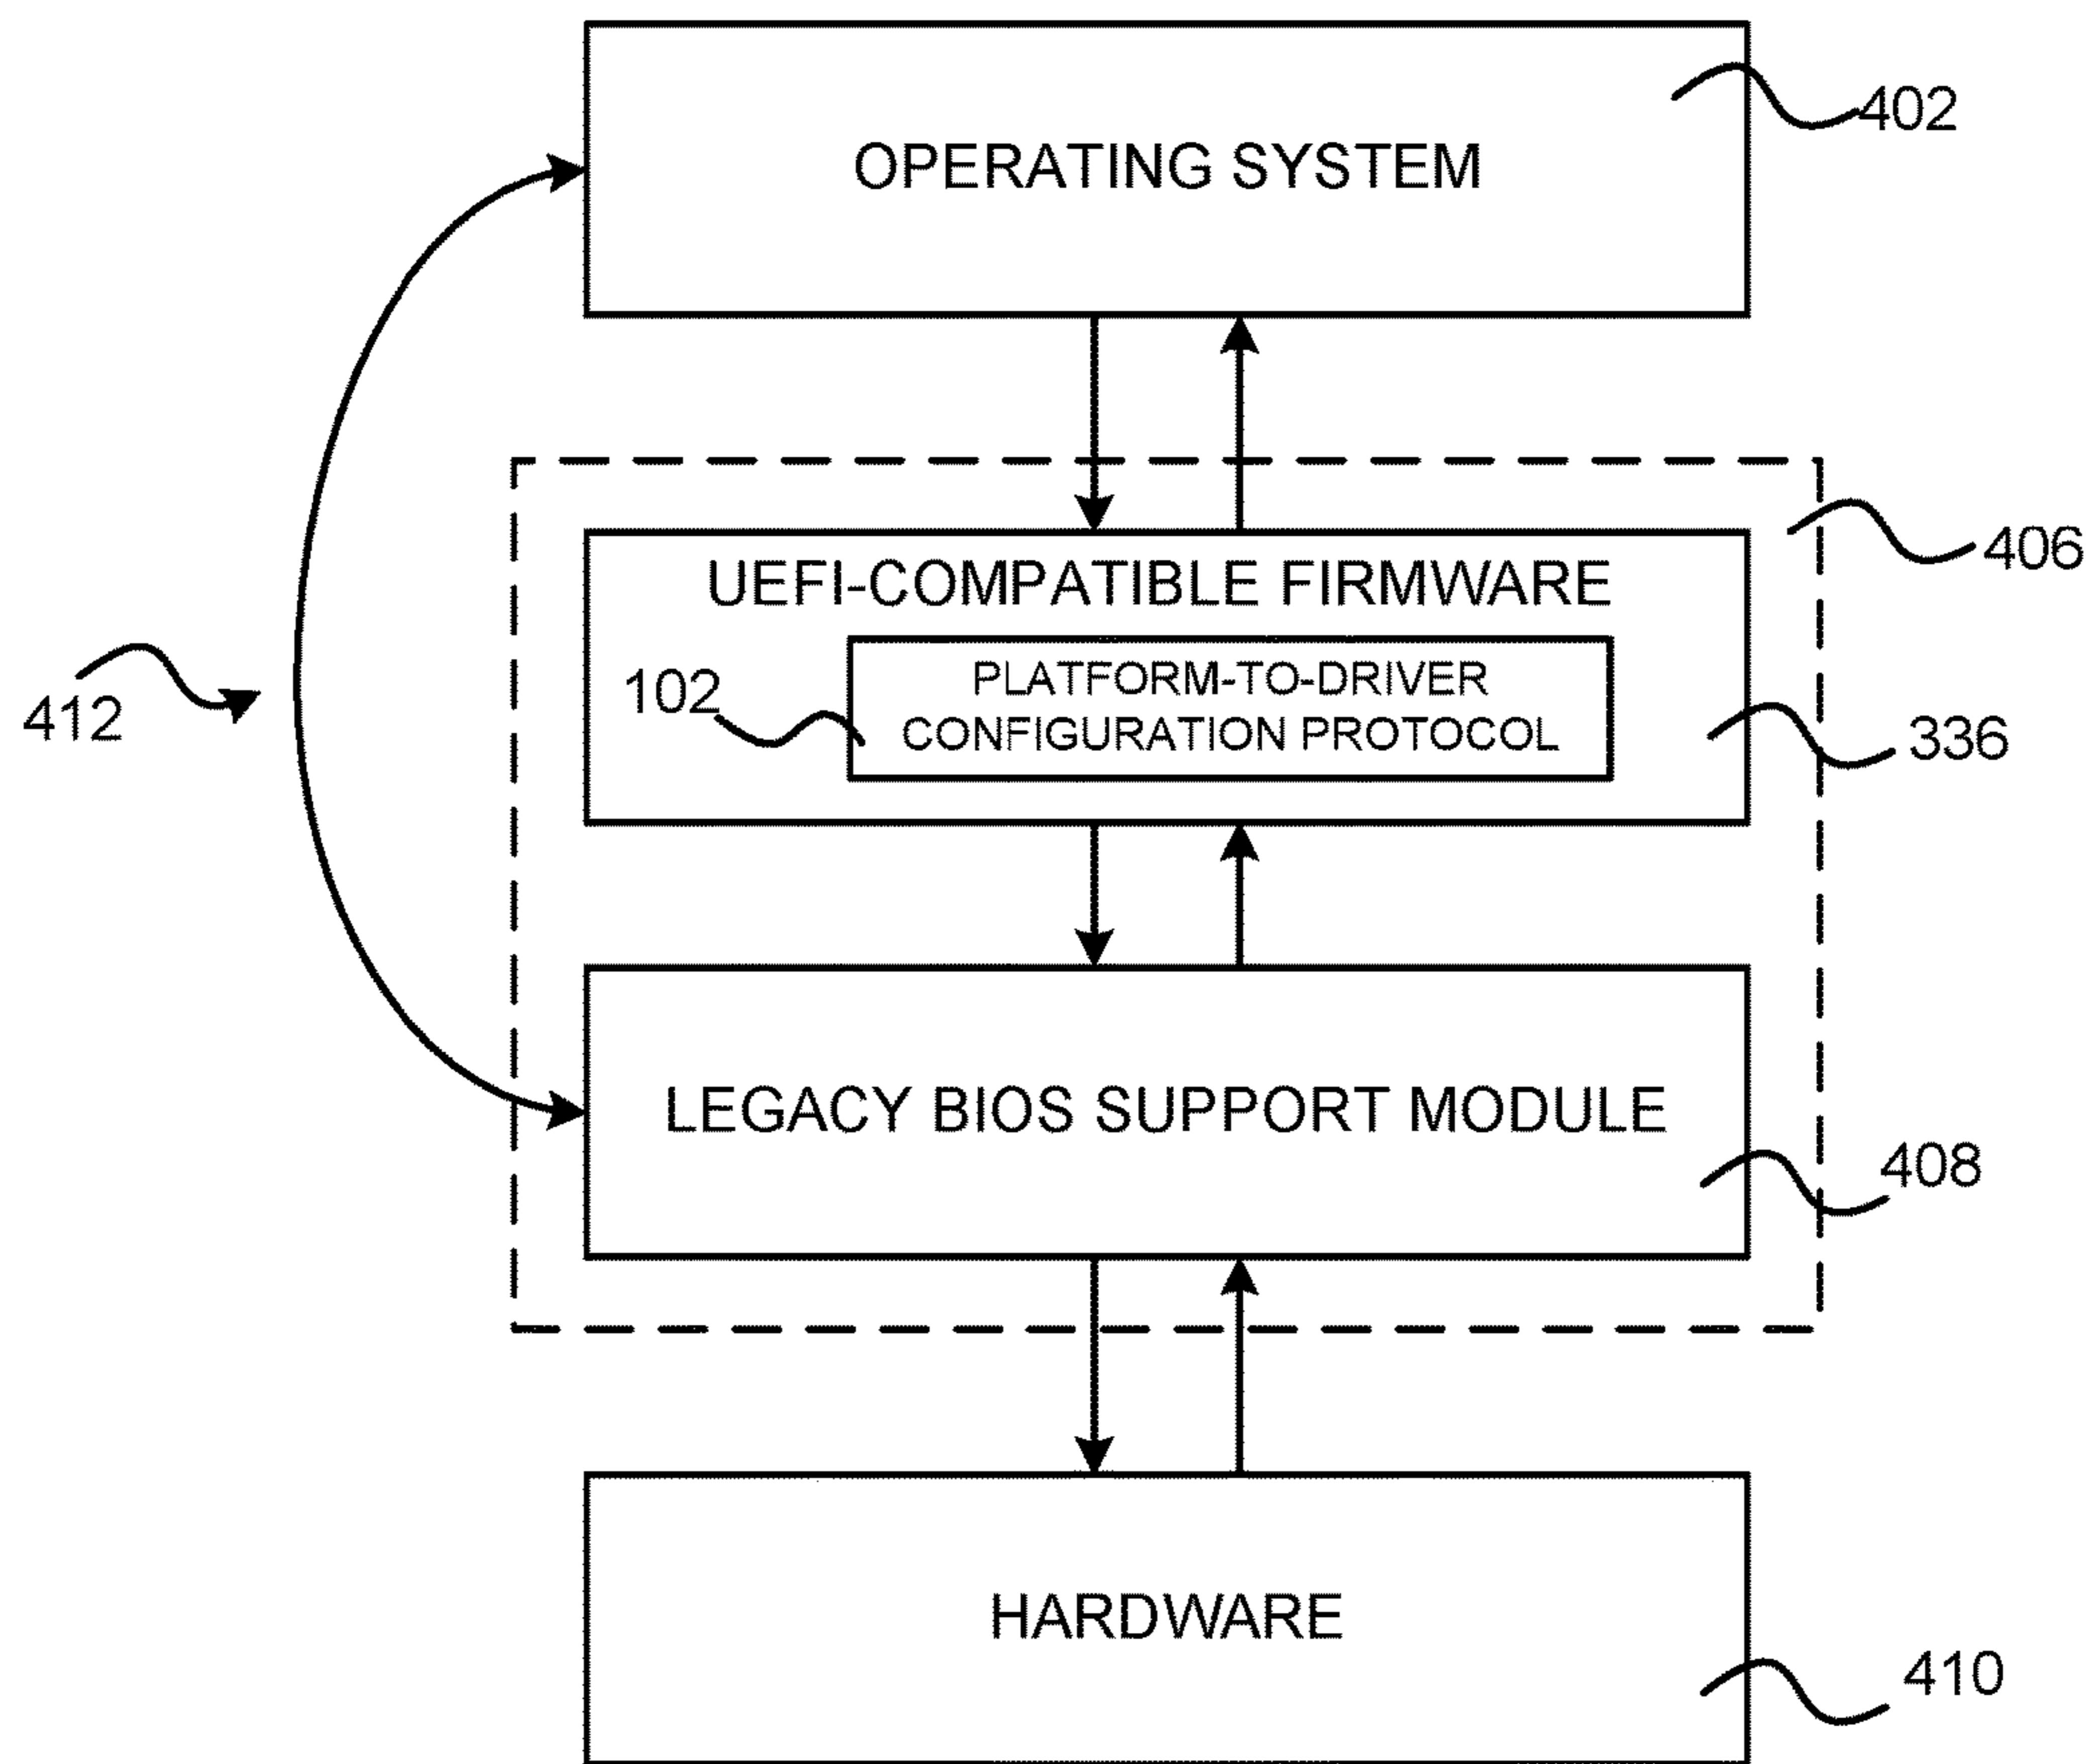 OPERATING SYSTEM
402
406
UEFI-COMPATIBLE FIRMWARE
102
PLATFORM-TO-DRIVER
CONFIGURATION PROTOCOL
412
336
LEGACY BIOS SUPPORT MODULE
408
HARDWARE
410